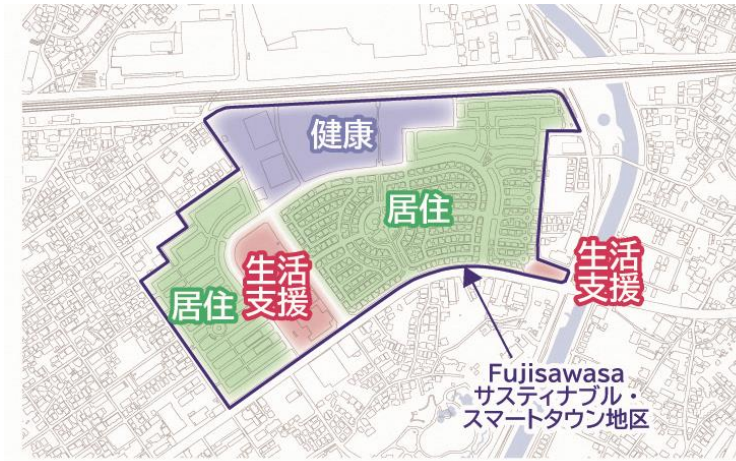 健康
居住
生活
支援
居住
生活
支援
Fujisawasa
サスティナブル・
スマートタウン地区